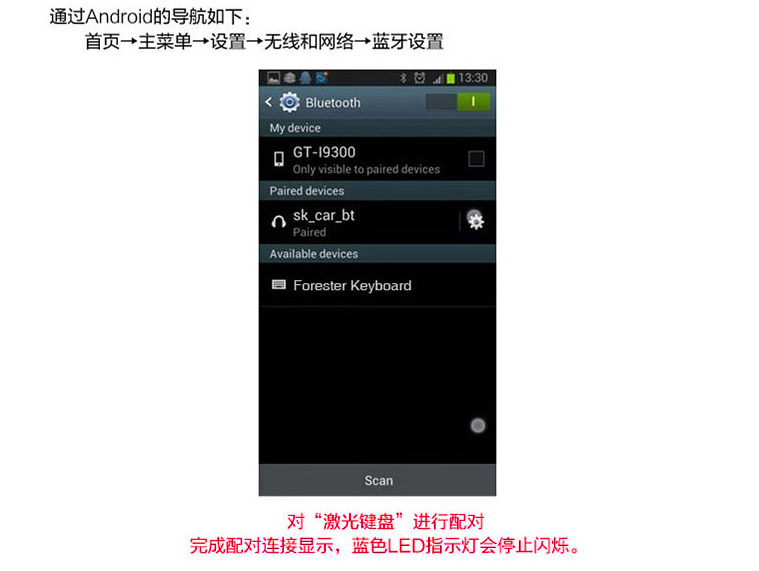 通过Android的导航如下：
首页→主菜单→设置→无线和网络→蓝牙设置
13:30
Bluetooth
My device
GT-I9300
Only visible to paired devices
Paired devices
sk_car_bt
Paired
Available devices
Forester Keyboard
Scan
对“激光键盘”进行配对
完成配对连接显示，蓝色LED指示灯会停止闪烁。